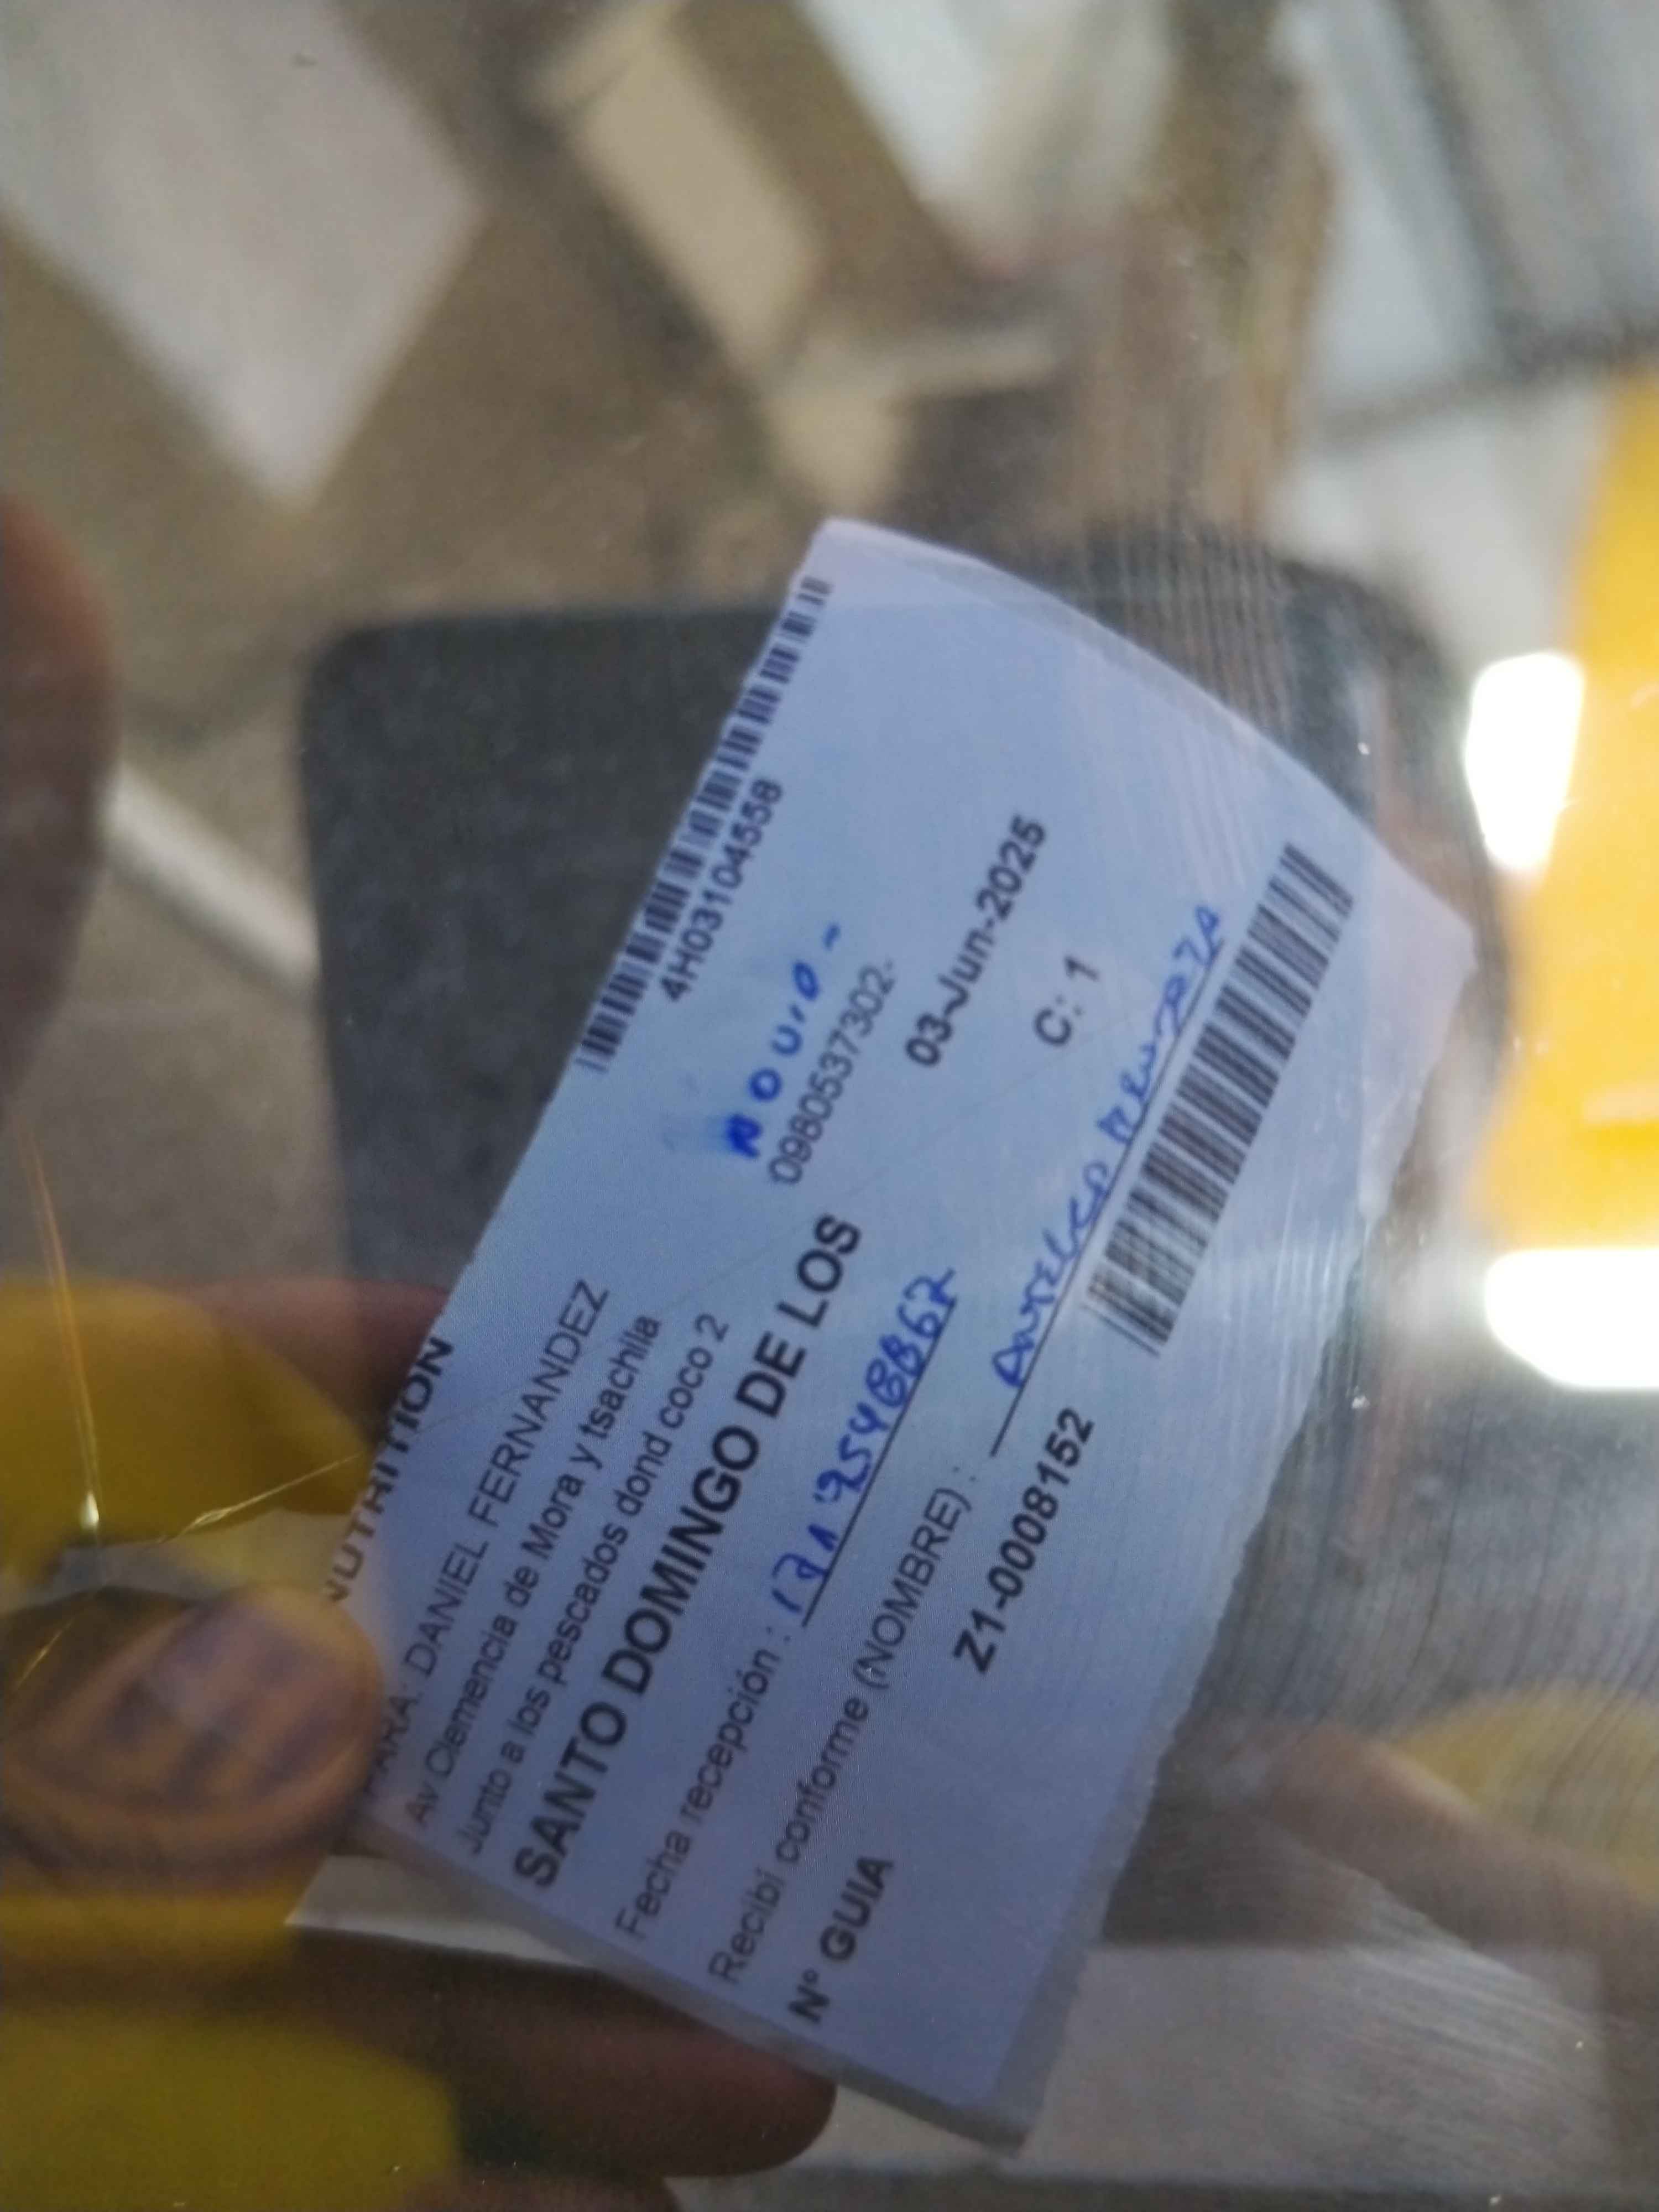 4H03104558
NUTRITION
PARA: DANIEL FERNANDEZ
Av Clemencia de Mora y tsachila
Junto a los pescados dond coco 2
0980537302-
SANTO DOMINGO DE LOS
03-Jun-2025
Fecha recepción :
C: 1
Recibí conforme (NOMBRE) :
Nº GUIA Z1-0008152